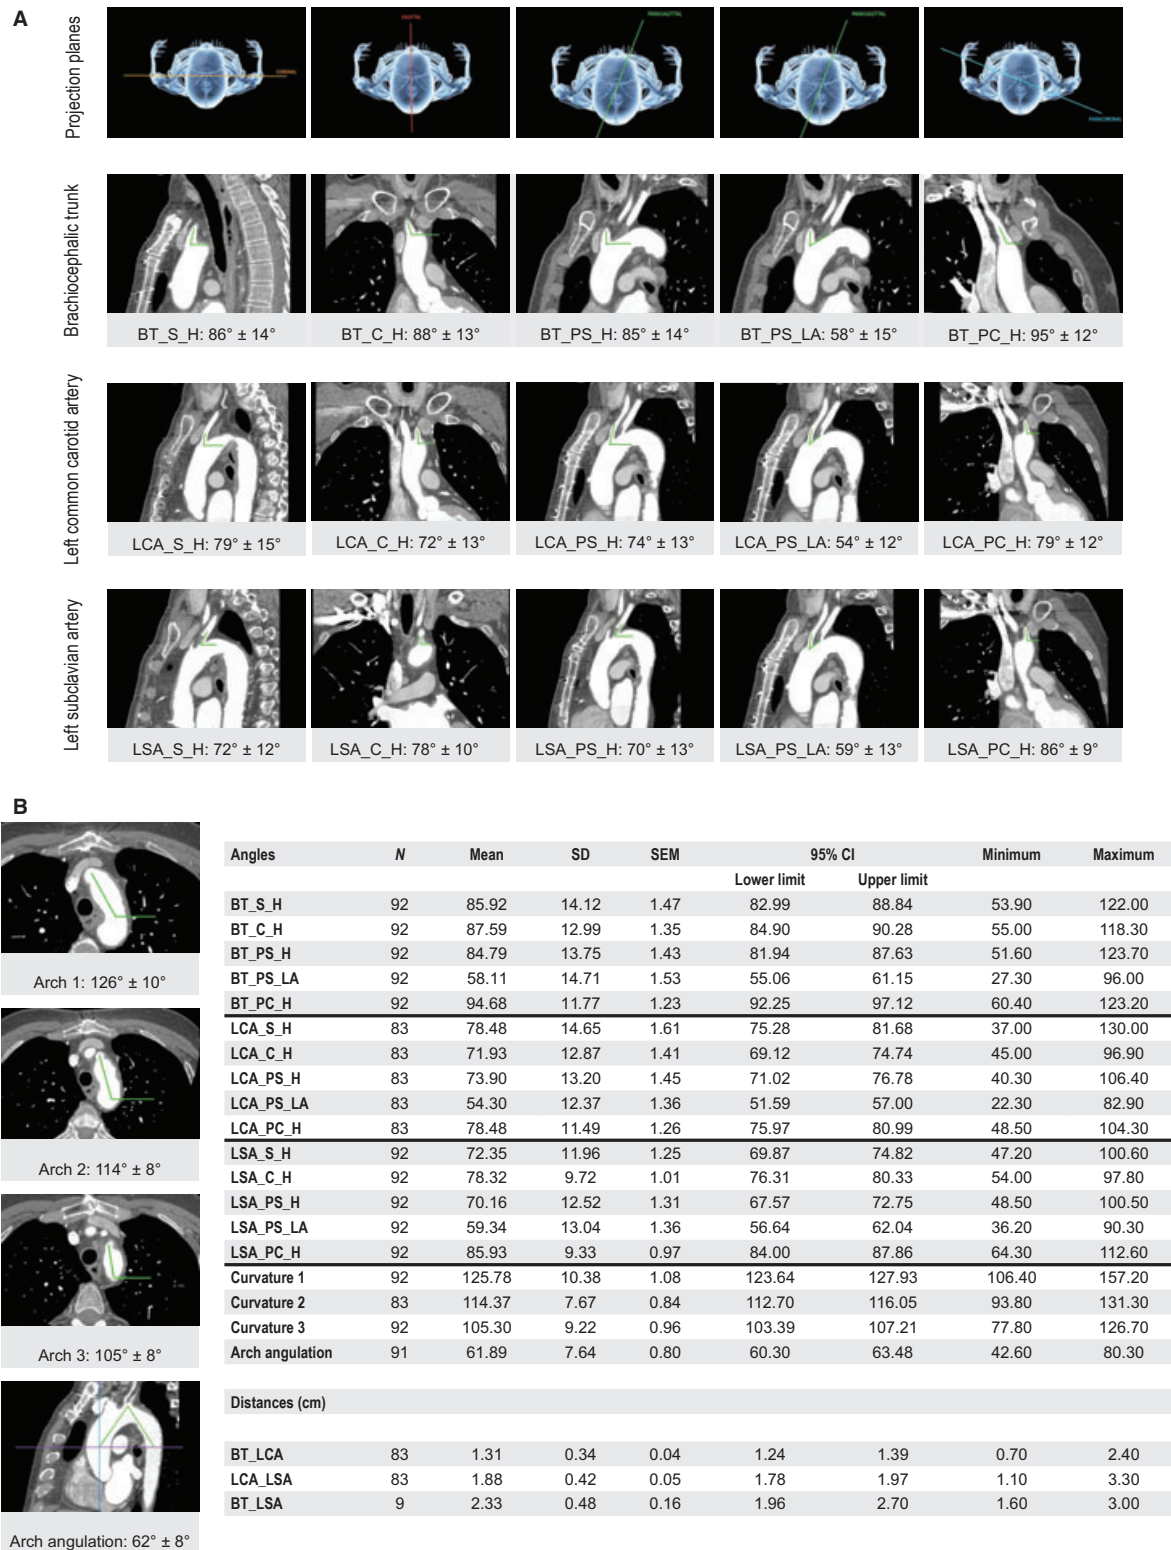 A
Projection planes
CORONAL
SAGITTAL
PARASAGITTAL
PARASAGITTAL
PARACORONAL
Brachiocephalic trunk
BT_S_H: 86° ± 14°
BT_C_H: 88° ± 13°
BT_PS_H: 85° ± 14°
BT_PS_LA: 58° ± 15°
BT_PC_H: 95° ± 12°
Left common carotid artery
LCA_S_H: 79° ± 15°
LCA_C_H: 72° ± 13°
LCA_PS_H: 74° ± 13°
LCA_PS_LA: 54° ± 12°
LCA_PC_H: 79° ± 12°
Left subclavian artery
LSA_S_H: 72° ± 12°
LSA_C_H: 78° ± 10°
LSA_PS_H: 70° ± 13°
LSA_PS_LA: 59° ± 13°
LSA_PC_H: 86° ± 9°
B
Arch 1: 126° ± 10°
Arch 2: 114° ± 8°
Arch 3: 105° ± 8°
Arch angulation: 62° ± 8°
Angles N Mean SD SEM 95% CI Minimum Maximum
Lower limit Upper limit
BT_S_H 92 85.92 14.12 1.47 82.99 88.84 53.90 122.00
BT_C_H 92 87.59 12.99 1.35 84.90 90.28 55.00 118.30
BT_PS_H 92 84.79 13.75 1.43 81.94 87.63 51.60 123.70
BT_PS_LA 92 58.11 14.71 1.53 55.06 61.15 27.30 96.00
BT_PC_H 92 94.68 11.77 1.23 92.25 97.12 60.40 123.20
LCA_S_H 83 78.48 14.65 1.61 75.28 81.68 37.00 130.00
LCA_C_H 83 71.93 12.87 1.41 69.12 74.74 45.00 96.90
LCA_PS_H 83 73.90 13.20 1.45 71.02 76.78 40.30 106.40
LCA_PS_LA 83 54.30 12.37 1.36 51.59 57.00 22.30 82.90
LCA_PC_H 83 78.48 11.49 1.26 75.97 80.99 48.50 104.30
LSA_S_H 92 72.35 11.96 1.25 69.87 74.82 47.20 100.60
LSA_C_H 92 78.32 9.72 1.01 76.31 80.33 54.00 97.80
LSA_PS_H 92 70.16 12.52 1.31 67.57 72.75 48.50 100.50
LSA_PS_LA 92 59.34 13.04 1.36 56.64 62.04 36.20 90.30
LSA_PC_H 92 85.93 9.33 0.97 84.00 87.86 64.30 112.60
Curvature 1 92 125.78 10.38 1.08 123.64 127.93 106.40 157.20
Curvature 2 83 114.37 7.67 0.84 112.70 116.05 93.80 131.30
Curvature 3 92 105.30 9.22 0.96 103.39 107.21 77.80 126.70
Arch angulation 91 61.89 7.64 0.80 60.30 63.48 42.60 80.30
Distances (cm)
BT_LCA 83 1.31 0.34 0.04 1.24 1.39 0.70 2.40
LCA_LSA 83 1.88 0.42 0.05 1.78 1.97 1.10 3.30
BT_LSA 9 2.33 0.48 0.16 1.96 2.70 1.60 3.00